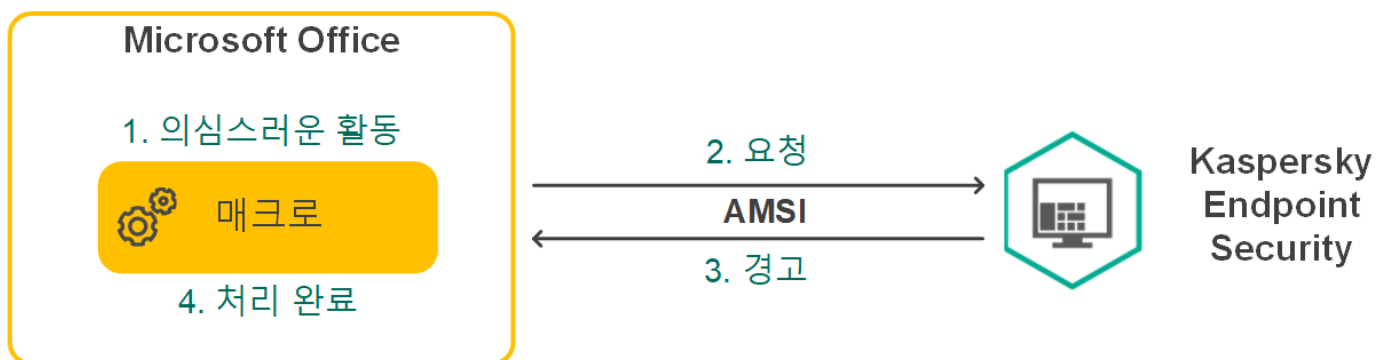 Microsoft Office
1. 의심스러운 활동
매크로
4. 처리 완료
2. 요청
AMSI
3. 경고
Kaspersky
Endpoint
Security